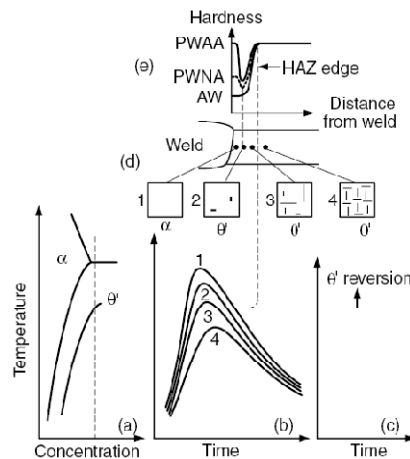 Hardness
PWAA
(e)
HAZ edge
PWNA
AW
Distance
from weld
Weld
(d)
1
2
3
4
α
θ'
θ'
θ'
α
θ'
Temperature
(a)
Concentration
1
2
3
4
(b)
Time
θ' reversion
(c)
Time